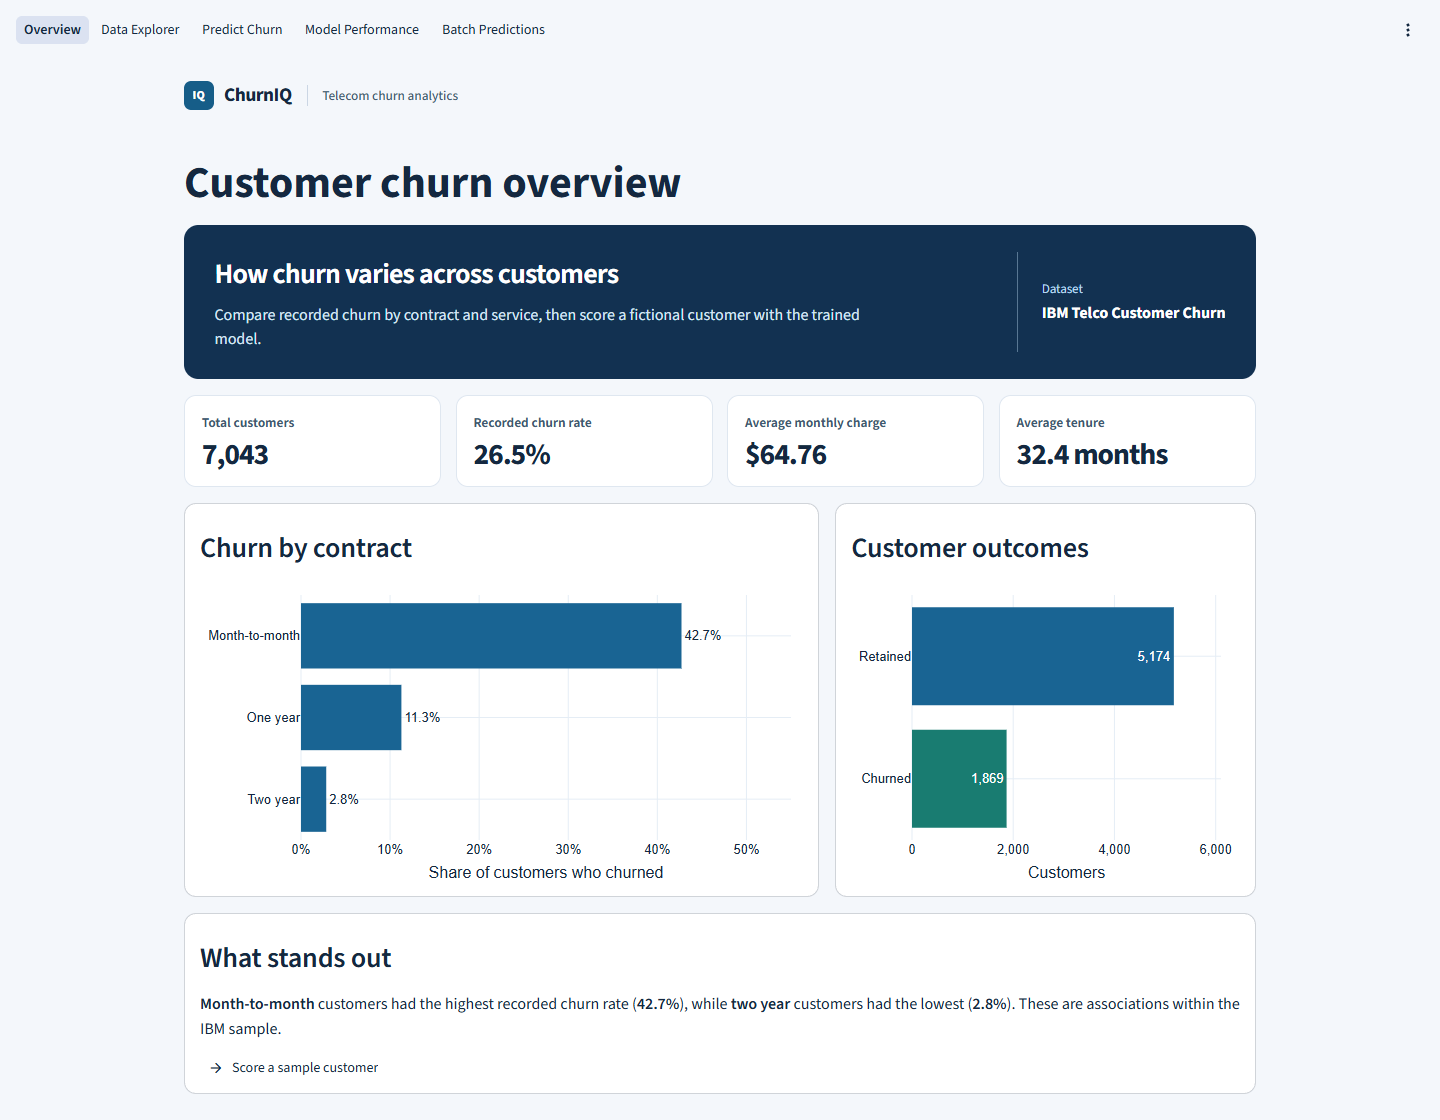 Overview Data Explorer Predict Churn Model Performance Batch Predictions
IQ ChurnIQ Telecom churn analytics
Customer churn overview
How churn varies across customers
Compare recorded churn by contract and service, then score a fictional customer with the trained
model.
Dataset
IBM Telco Customer Churn
Total customers
7,043
Recorded churn rate
26.5%
Average monthly charge
$64.76
Average tenure
32.4 months
Churn by contract
Month-to-month 42.7%
One year 11.3%
Two year 2.8%
0% 10% 20% 30% 40% 50%
Share of customers who churned
Customer outcomes
Retained 5,174
Churned 1,869
0 2,000 4,000 6,000
Customers
What stands out
Month-to-month customers had the highest recorded churn rate (42.7%), while two year customers had the lowest (2.8%). These are associations within the
IBM sample.
→ Score a sample customer